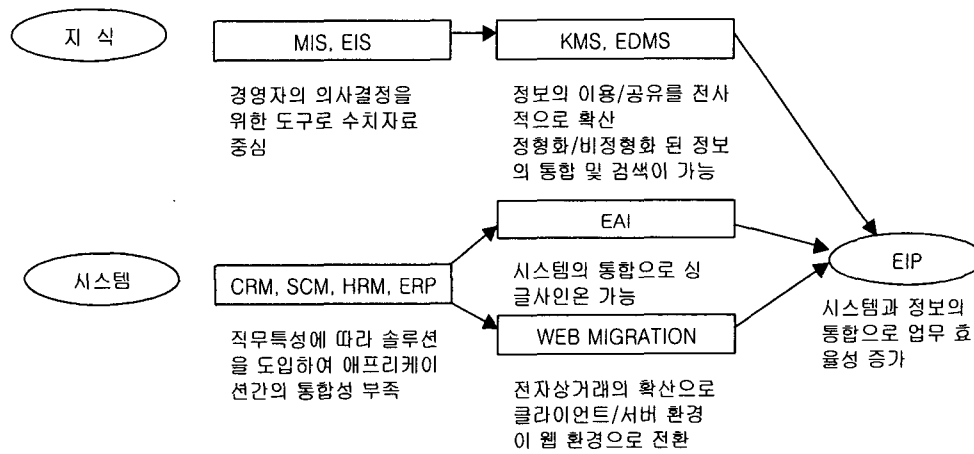 지 식
MIS, EIS
KMS, EDMS
경영자의 의사결정을
위한 도구로 수치자료
중심
정보의 이용/공유를 전사
적으로 확산
정형화/비정형화 된 정보
의 통합 및 검색이 가능
EAI
시스템의 통합으로 싱
글사인온 가능
시스템
CRM, SCM, HRM, ERP
EIP
직무특성에 따라 솔루션
을 도입하여 애프리케이
션간의 통합성 부족
WEB MIGRATION
전자상거래의 확산으로
클라이언트/서버 환경
이 웹 환경으로 전환
시스템과 정보의
통합으로 업무 효
율성 증가